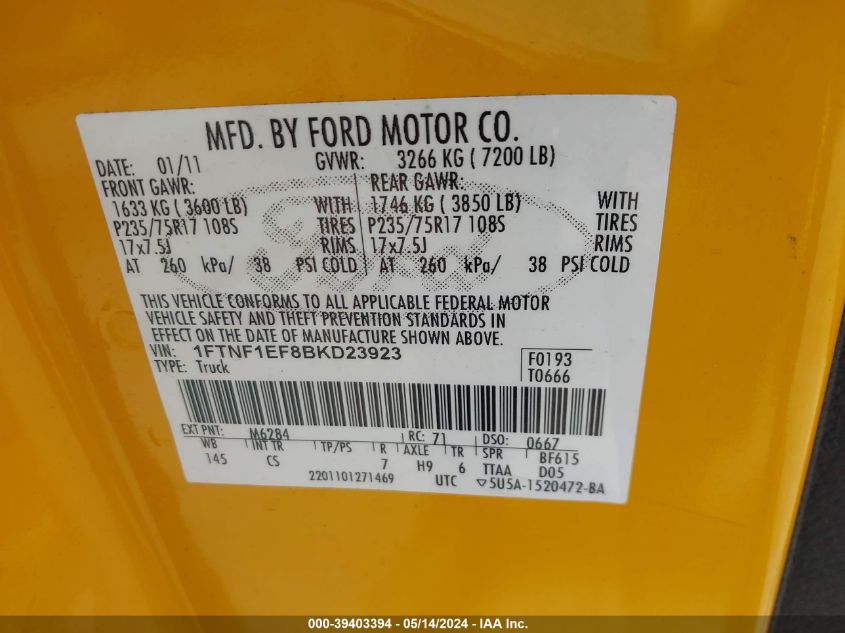 MFD. BY FORD MOTOR CO.
DATE: 01/11 GVWR: 3266 KG ( 7200 LB)
FRONT GAWR: REAR GAWR:
1633 KG ( 3600 LB) WITH 1746 KG ( 3850 LB) WITH
P235/75R17 108S TIRES P235/75R17 108S TIRES
17x7.5J RIMS 17x7.5J RIMS
AT 260 kPa/ 38 PSI COLD AT 260 kPa/ 38 PSI COLD
Ford
THIS VEHICLE CONFORMS TO ALL APPLICABLE FEDERAL MOTOR
VEHICLE SAFETY AND THEFT PREVENTION STANDARDS IN
EFFECT ON THE DATE OF MANUFACTURE SHOWN ABOVE.
VIN: 1FTNF1EF8BKD23923 F0193
TYPE: Truck T0666
EXT PNT: M6284 RC: 71 DSO: 0667
WB INT TR TP/PS R AXLE TR SPR BF615
145 CS 7 H9 6 TTAA D05
2201101271469 UTC ▽5U5A-1520472-BA
000-39403394 - 05/14/2024 - Copyright © 2024 IAA, Inc.